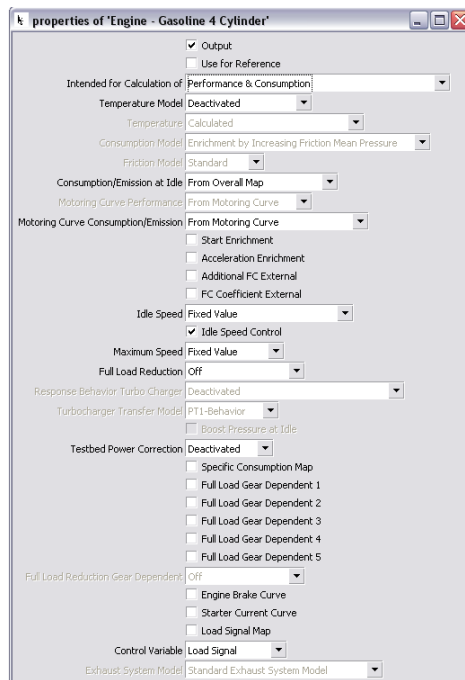 properties of 'Engine - Gasoline 4 Cylinder'
Output
Use for Reference
Intended for Calculation of Performance & Consumption
Temperature Model Deactivated
Temperature Calculated
Consumption Model Enrichment by Increasing Friction Mean Pressure
Friction Model Standard
Consumption/Emission at Idle From Overall Map
Motoring Curve Performance From Motoring Curve
Motoring Curve Consumption/Emission From Motoring Curve
Start Enrichment
Acceleration Enrichment
Additional FC External
FC Coefficient External
Idle Speed Fixed Value
Idle Speed Control
Maximum Speed Fixed Value
Full Load Reduction Off
Response Behavior Turbo Charger Deactivated
Turbocharger Transfer Model PT1-Behavior
Boost Pressure at Idle
Testbed Power Correction Deactivated
Specific Consumption Map
Full Load Gear Dependent 1
Full Load Gear Dependent 2
Full Load Gear Dependent 3
Full Load Gear Dependent 4
Full Load Gear Dependent 5
Full Load Reduction Gear Dependent Off
Engine Brake Curve
Starter Current Curve
Load Signal Map
Control Variable Load Signal
Exhaust System Model Standard Exhaust System Model